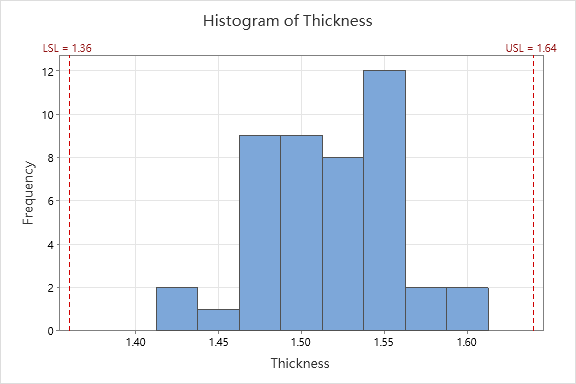 Histogram of Thickness
LSL = 1.36
USL = 1.64
12
10
8
6
4
2
0
Frequency
1.40
1.45
1.50
1.55
1.60
Thickness